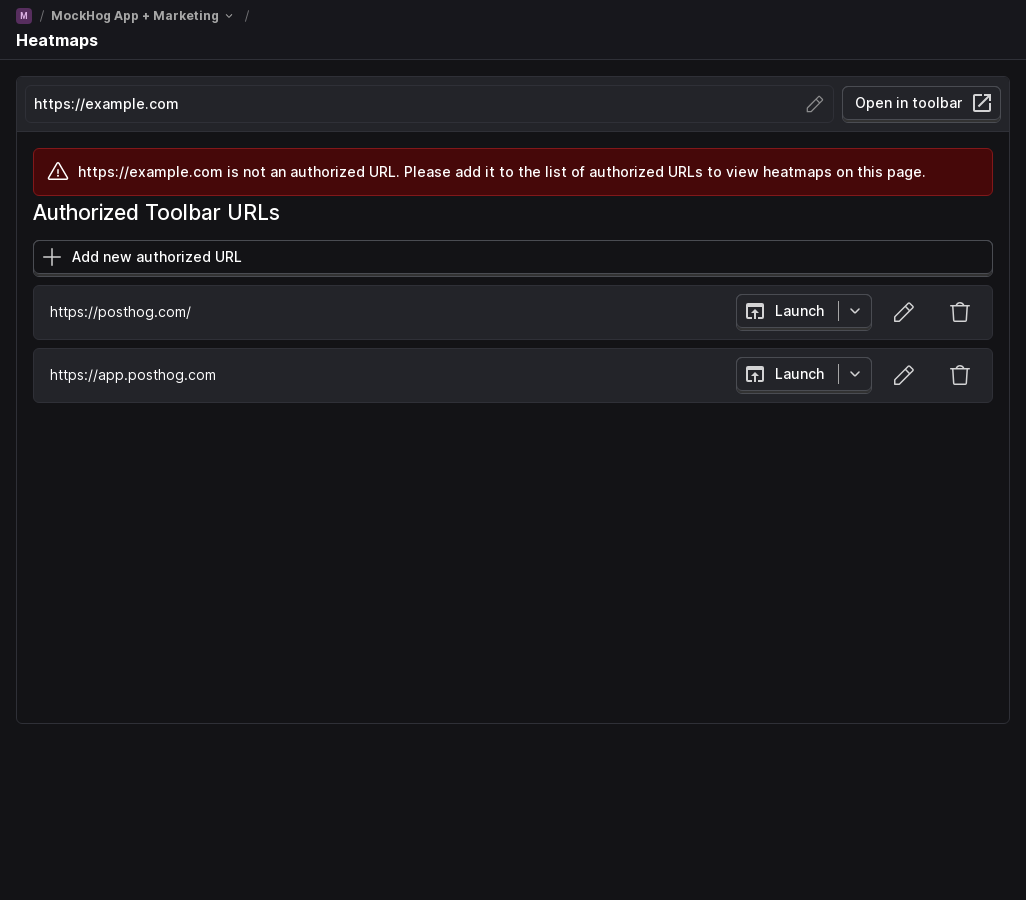 M / MockHog App + Marketing /
Heatmaps
https://example.com
Open in toolbar
https://example.com is not an authorized URL. Please add it to the list of authorized URLs to view heatmaps on this page.
Authorized Toolbar URLs
Add new authorized URL
https://posthog.com/ Launch
https://app.posthog.com Launch